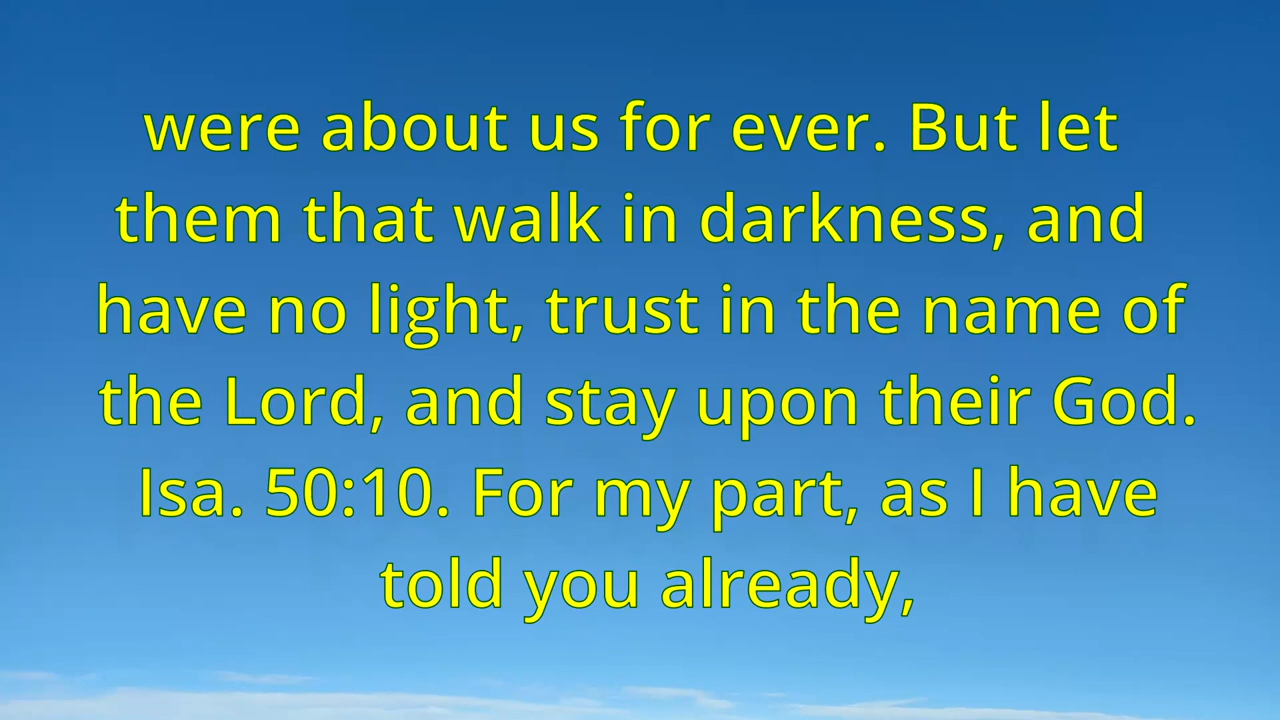 were about us for ever. But let
them that walk in darkness, and
have no light, trust in the name of
the Lord, and stay upon their God.
Isa. 50:10. For my part, as I have
told you already,